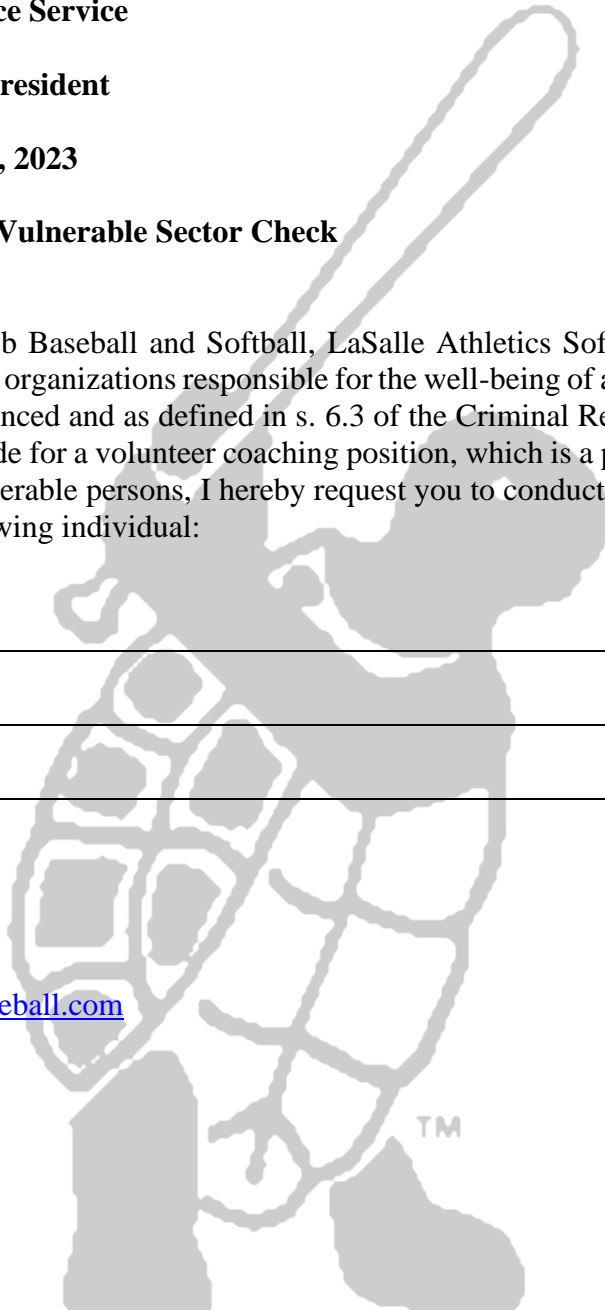 ce Service
resident
, 2023
Vulnerable Sector Check
b Baseball and Softball, LaSalle Athletics Sof
organizations responsible for the well-being of a
nced and as defined in s. 6.3 of the Criminal Re
de for a volunteer coaching position, which is a p
erable persons, I hereby request you to conduct
wing individual:
eball.com
TM